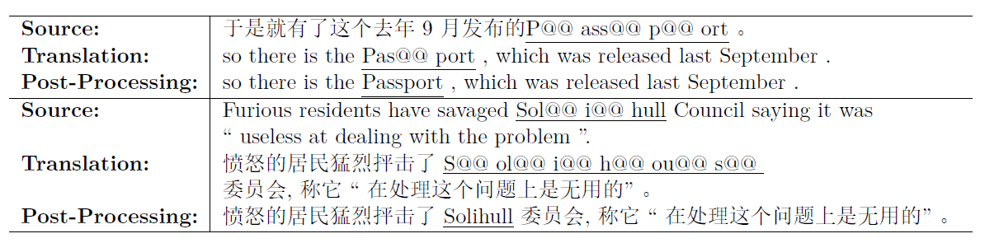 Source: 于是就有了这个去年 9 月发布的P@@ ass@@ p@@ ort 。
Translation: so there is the Pas@@ port , which was released last September .
Post-Processing: so there is the Passport , which was released last September .
Source: Furious residents have savaged Sol@@ i@@ hull Council saying it was
“ useless at dealing with the problem ”.
Translation: 愤怒的居民猛烈抨击了 S@@ ol@@ i@@ h@@ ou@@ s@@
委员会, 称它 “ 在处理这个问题上是无用的” 。
Post-Processing: 愤怒的居民猛烈抨击了 Solihull 委员会, 称它 “ 在处理这个问题上是无用的” 。